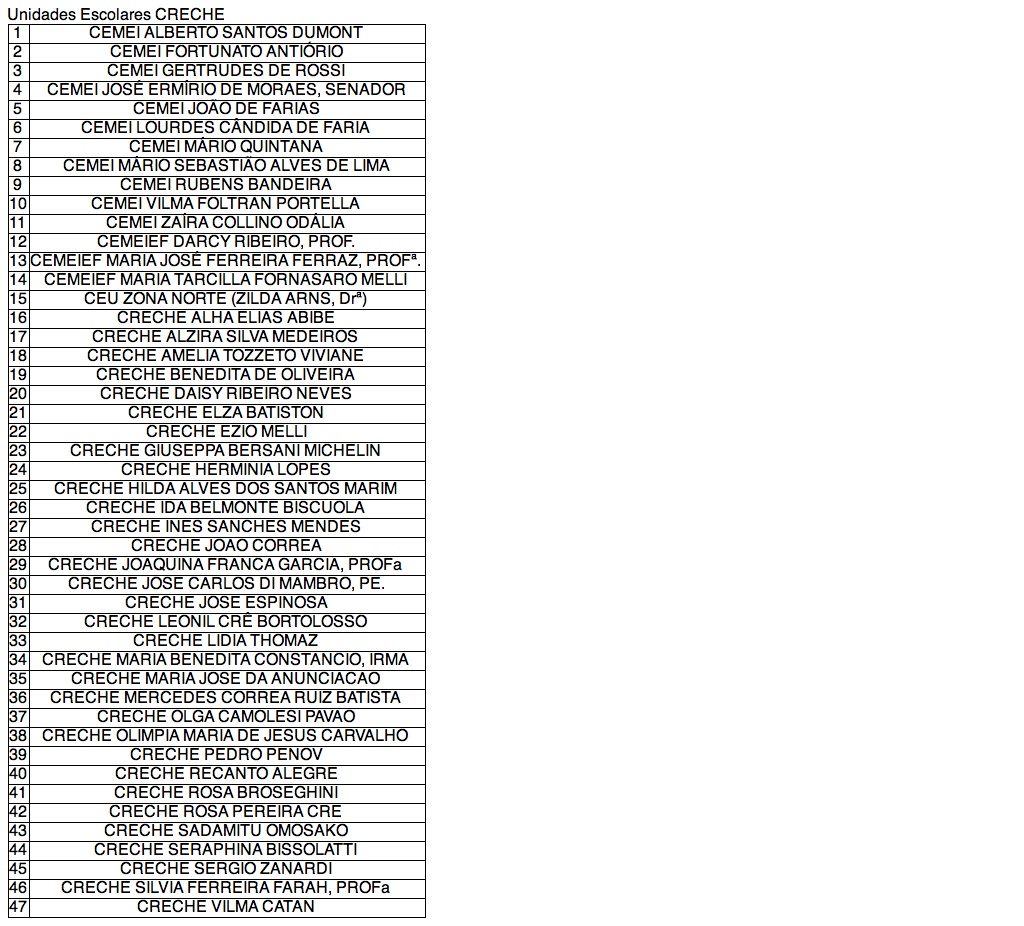 Unidades Escolares CRECHE
1 CEMEI ALBERTO SANTOS DUMONT
2 CEMEI FORTUNATO ANTIÓRIO
3 CEMEI GERTRUDES DE ROSSI
4 CEMEI JOSÉ ERMÍRIO DE MORAES, SENADOR
5 CEMEI JOÃO DE FARIAS
6 CEMEI LOURDES CÂNDIDA DE FARIA
7 CEMEI MÁRIO QUINTANA
8 CEMEI MÁRIO SEBASTIÃO ALVES DE LIMA
9 CEMEI RUBENS BANDEIRA
10 CEMEI VILMA FOLTRAN PORTELLA
11 CEMEI ZAÍRA COLLINO ODÁLIA
12 CEMEIEF DARCY RIBEIRO, PROF.
13 CEMEIEF MARIA JOSÉ FERREIRA FERRAZ, PROFª.
14 CEMEIEF MARIA TARCILLA FORNASARO MELLI
15 CEU ZONA NORTE (ZILDA ARNS, Drª)
16 CRECHE ALHA ELIAS ABIBE
17 CRECHE ALZIRA SILVA MEDEIROS
18 CRECHE AMELIA TOZZETO VIVIANE
19 CRECHE BENEDITA DE OLIVEIRA
20 CRECHE DAISY RIBEIRO NEVES
21 CRECHE ELZA BATISTON
22 CRECHE EZIO MELLI
23 CRECHE GIUSEPPA BERSANI MICHELIN
24 CRECHE HERMINIA LOPES
25 CRECHE HILDA ALVES DOS SANTOS MARIM
26 CRECHE IDA BELMONTE BISCUOLA
27 CRECHE INES SANCHES MENDES
28 CRECHE JOAO CORREA
29 CRECHE JOAQUINA FRANCA GARCIA, PROFa
30 CRECHE JOSE CARLOS DI MAMBRO, PE.
31 CRECHE JOSE ESPINOSA
32 CRECHE LEONIL CRÊ BORTOLOSSO
33 CRECHE LIDIA THOMAZ
34 CRECHE MARIA BENEDITA CONSTANCIO, IRMA
35 CRECHE MARIA JOSE DA ANUNCIACAO
36 CRECHE MERCEDES CORREA RUIZ BATISTA
37 CRECHE OLGA CAMOLESI PAVAO
38 CRECHE OLIMPIA MARIA DE JESUS CARVALHO
39 CRECHE PEDRO PENOV
40 CRECHE RECANTO ALEGRE
41 CRECHE ROSA BROSEGHINI
42 CRECHE ROSA PEREIRA CRE
43 CRECHE SADAMITU OMOSAKO
44 CRECHE SERAPHINA BISSOLATTI
45 CRECHE SERGIO ZANARDI
46 CRECHE SILVIA FERREIRA FARAH, PROFa
47 CRECHE VILMA CATAN